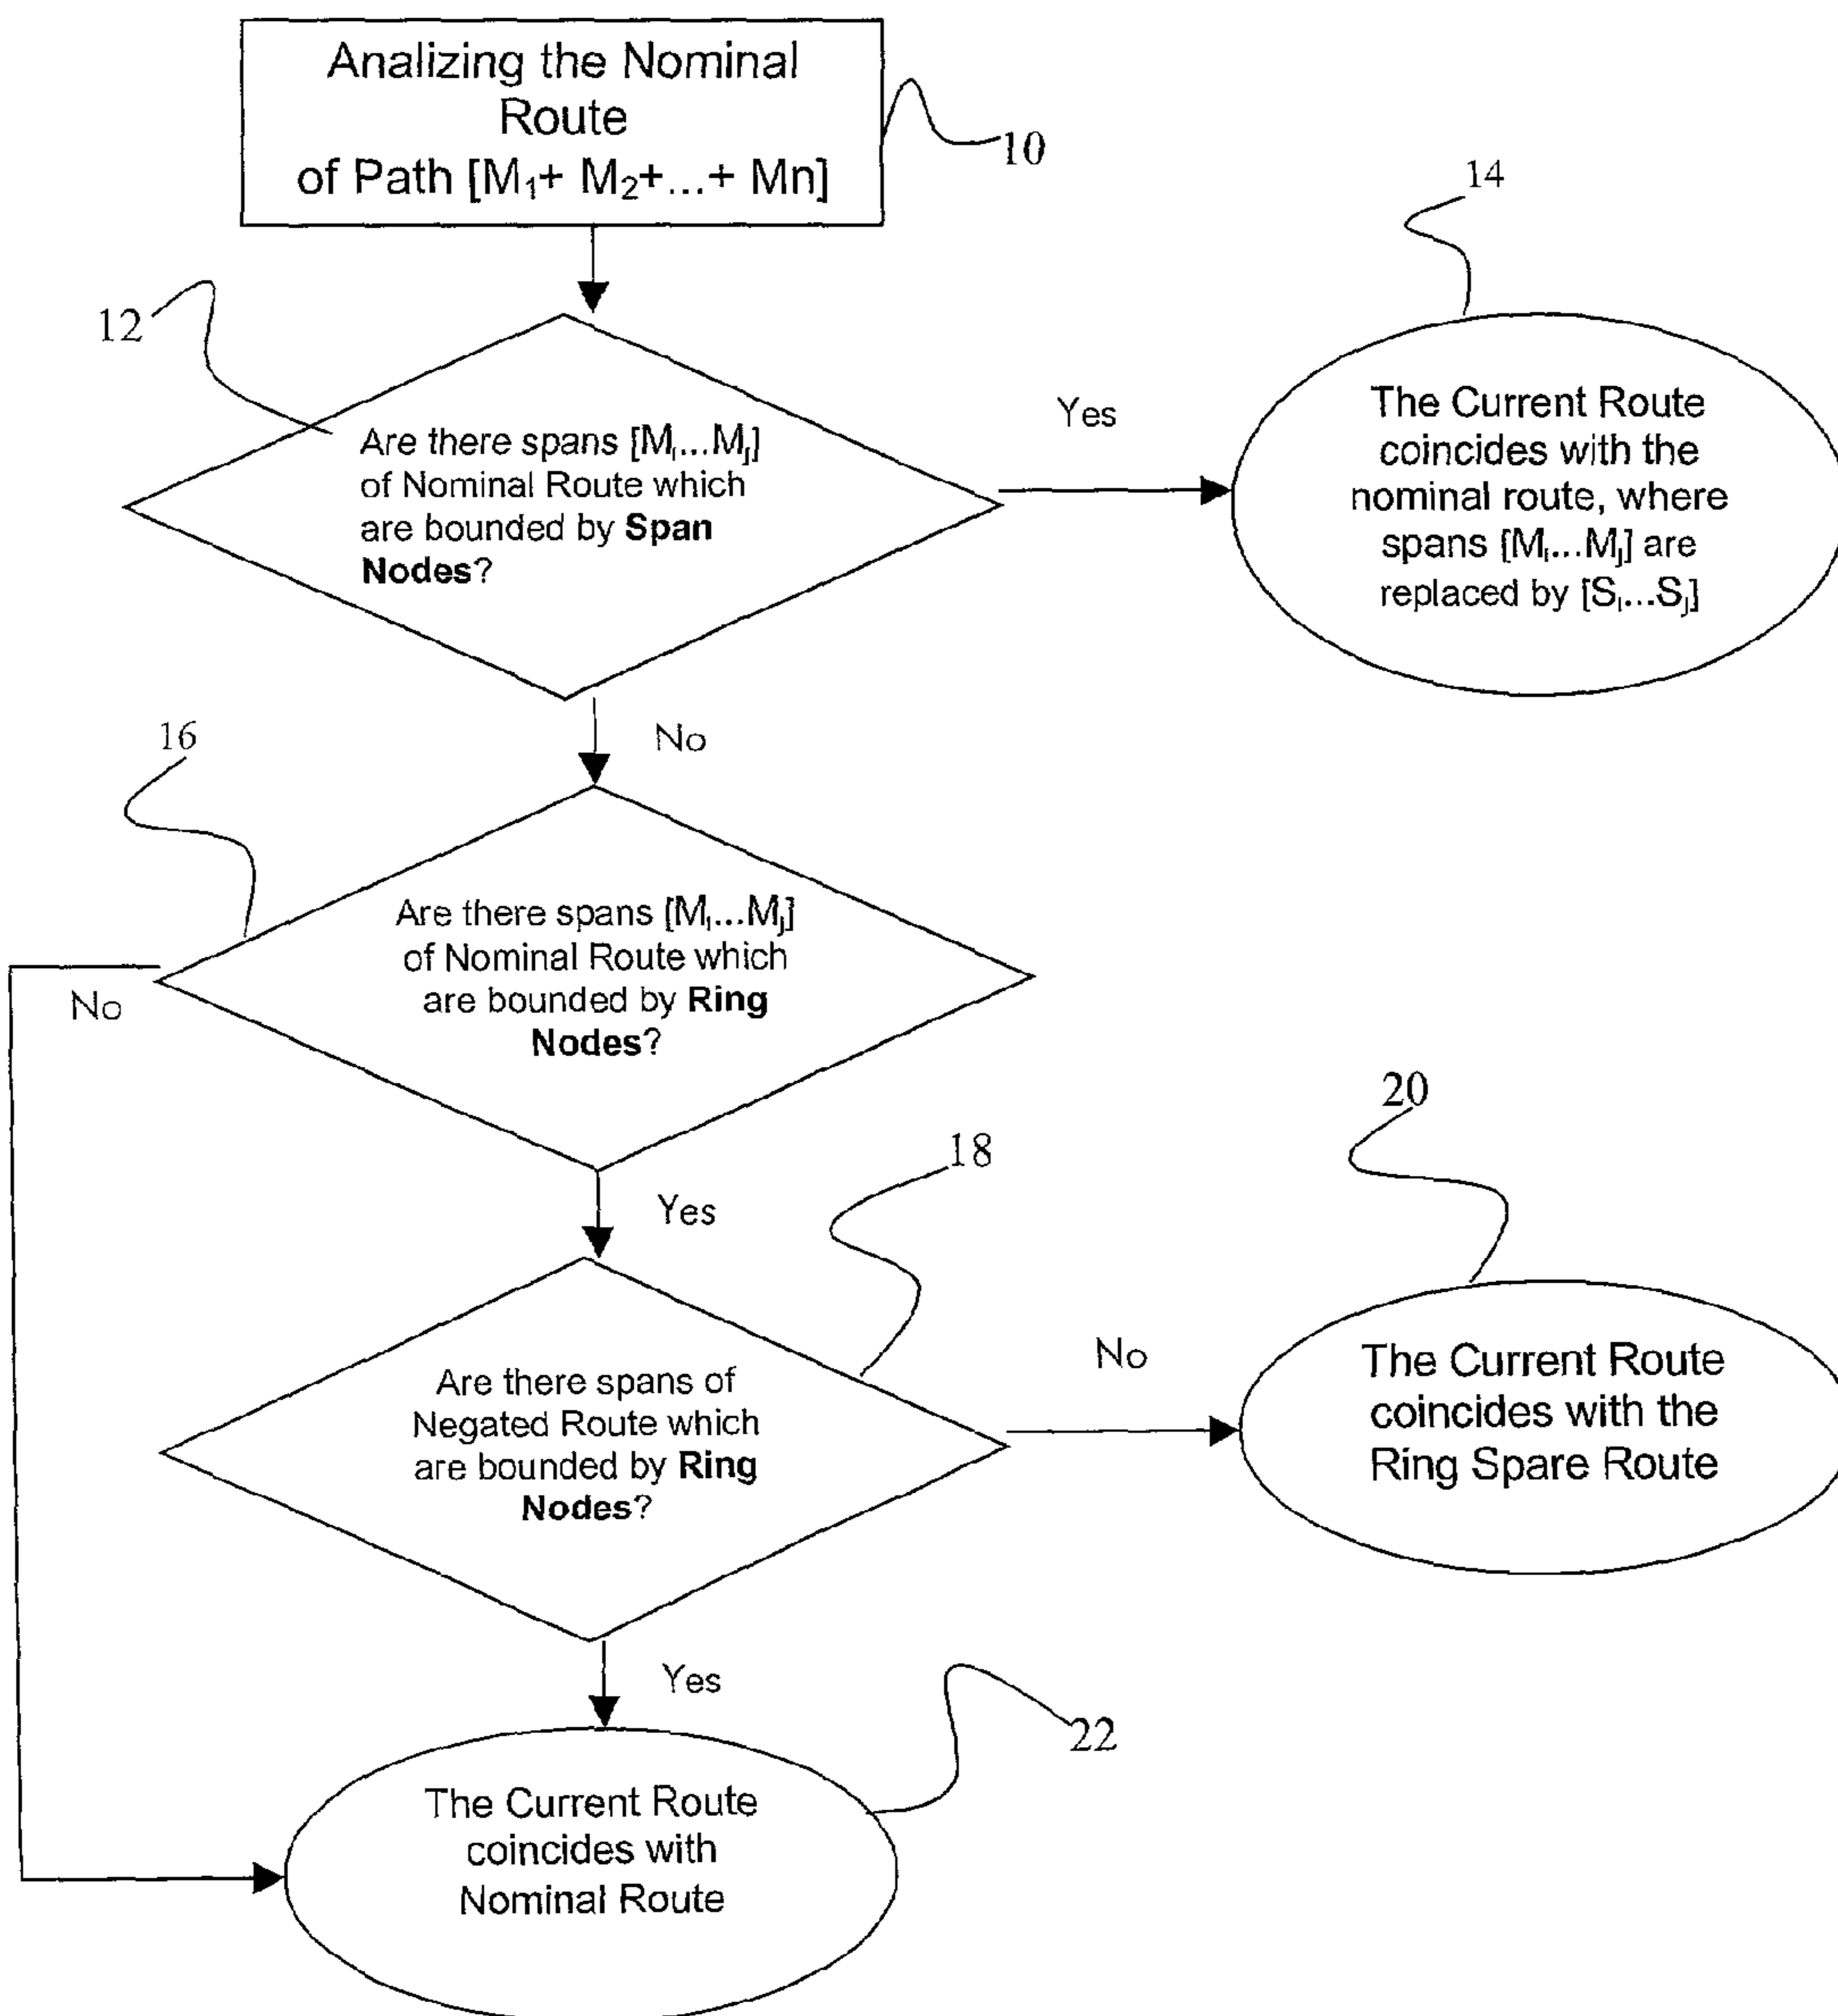 Analizing the Nominal
Route
of Path [M₁+ M₂+...+ Mn]
10
14
12
Are there spans [Mᵢ...Mⱼ]
of Nominal Route which
are bounded by Span
Nodes?
Yes
The Current Route
coincides with the
nominal route, where
spans [Mᵢ...Mⱼ] are
replaced by [Sᵢ...Sⱼ]
No
16
Are there spans [Mᵢ...Mⱼ]
of Nominal Route which
are bounded by Ring
Nodes?
No
20
18
Yes
Are there spans of
Negated Route which
are bounded by Ring
Nodes?
No
The Current Route
coincides with the
Ring Spare Route
Yes
22
The Current Route
coincides with
Nominal Route